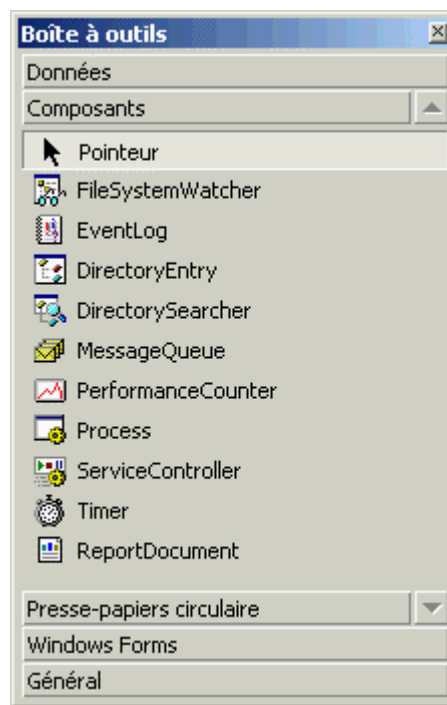 Boîte à outils
Données
Composants
Pointeur
FileSystemWatcher
EventLog
DirectoryEntry
DirectorySearcher
MessageQueue
PerformanceCounter
Process
ServiceController
Timer
ReportDocument
Presse-papiers circulaire
Windows Forms
Général